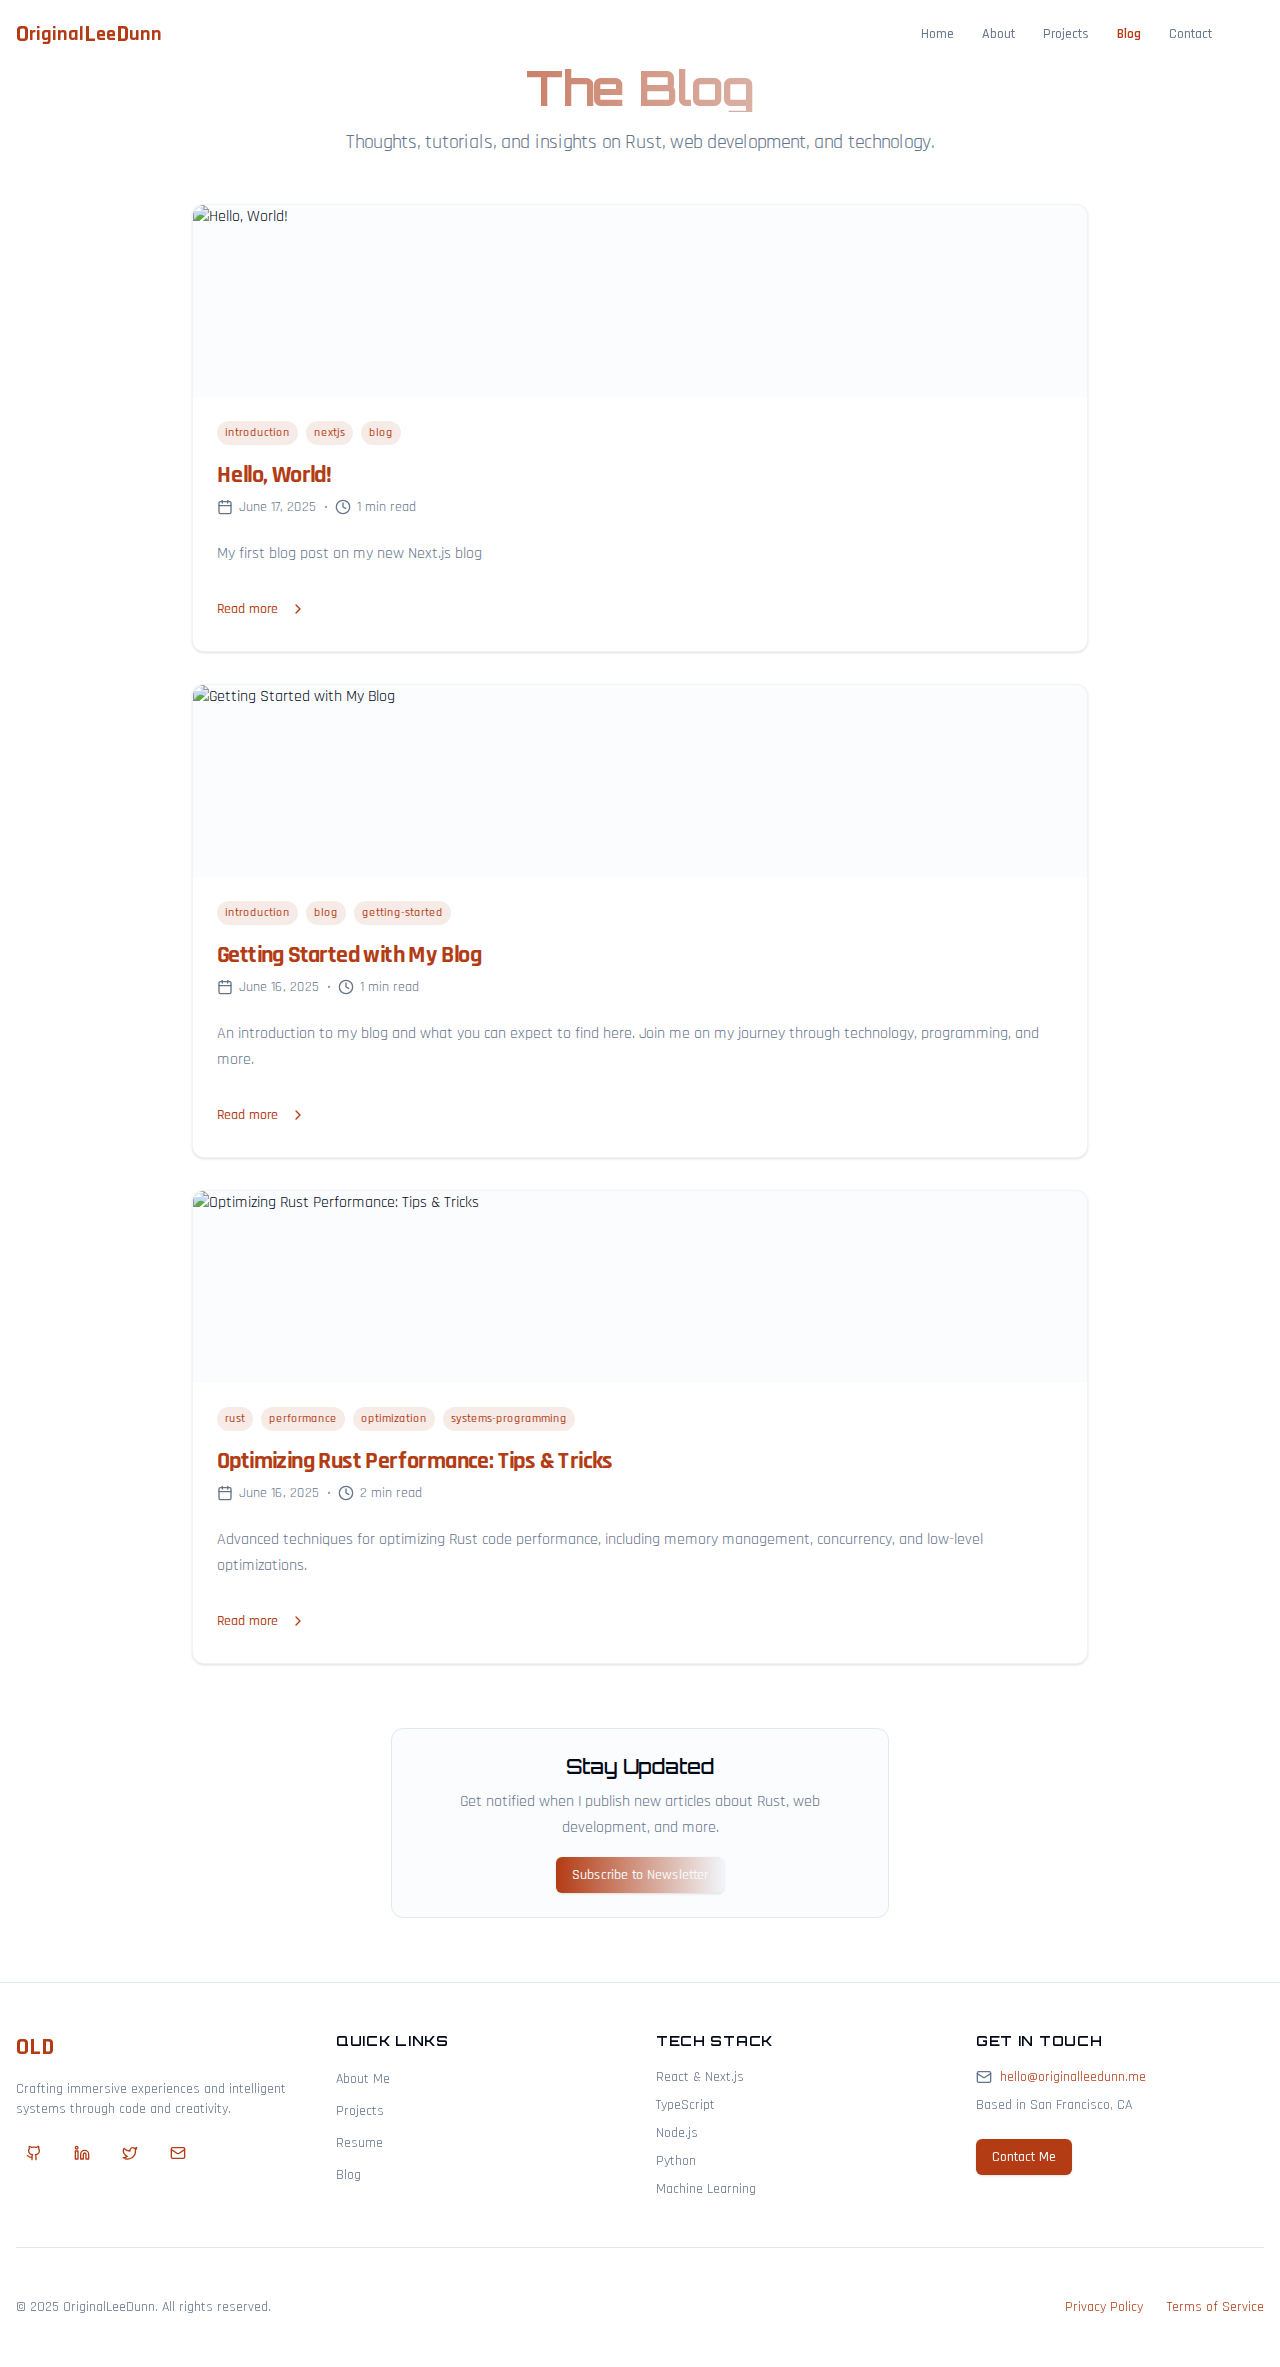 OriginalLeeDunn
Home About Projects Blog Contact
The Blog
Thoughts, tutorials, and insights on Rust, web development, and technology.
Hello, World!
introduction nextjs blog
Hello, World!
June 17, 2025 • 1 min read
My first blog post on my new Next.js blog
Read more
Getting Started with My Blog
introduction blog getting-started
Getting Started with My Blog
June 16, 2025 • 1 min read
An introduction to my blog and what you can expect to find here. Join me on my journey through technology, programming, and
more.
Read more
Optimizing Rust Performance: Tips & Tricks
rust performance optimization systems-programming
Optimizing Rust Performance: Tips & Tricks
June 16, 2025 • 2 min read
Advanced techniques for optimizing Rust code performance, including memory management, concurrency, and low-level
optimizations.
Read more
Stay Updated
Get notified when I publish new articles about Rust, web
development, and more.
Subscribe to Newsletter
OLD
Crafting immersive experiences and intelligent
systems through code and creativity.
QUICK LINKS
About Me
Projects
Resume
Blog
TECH STACK
React & Next.js
TypeScript
Node.js
Python
Machine Learning
GET IN TOUCH
hello@originalleedunn.me
Based in San Francisco, CA
Contact Me
© 2025 OriginalLeeDunn. All rights reserved.
Privacy Policy Terms of Service